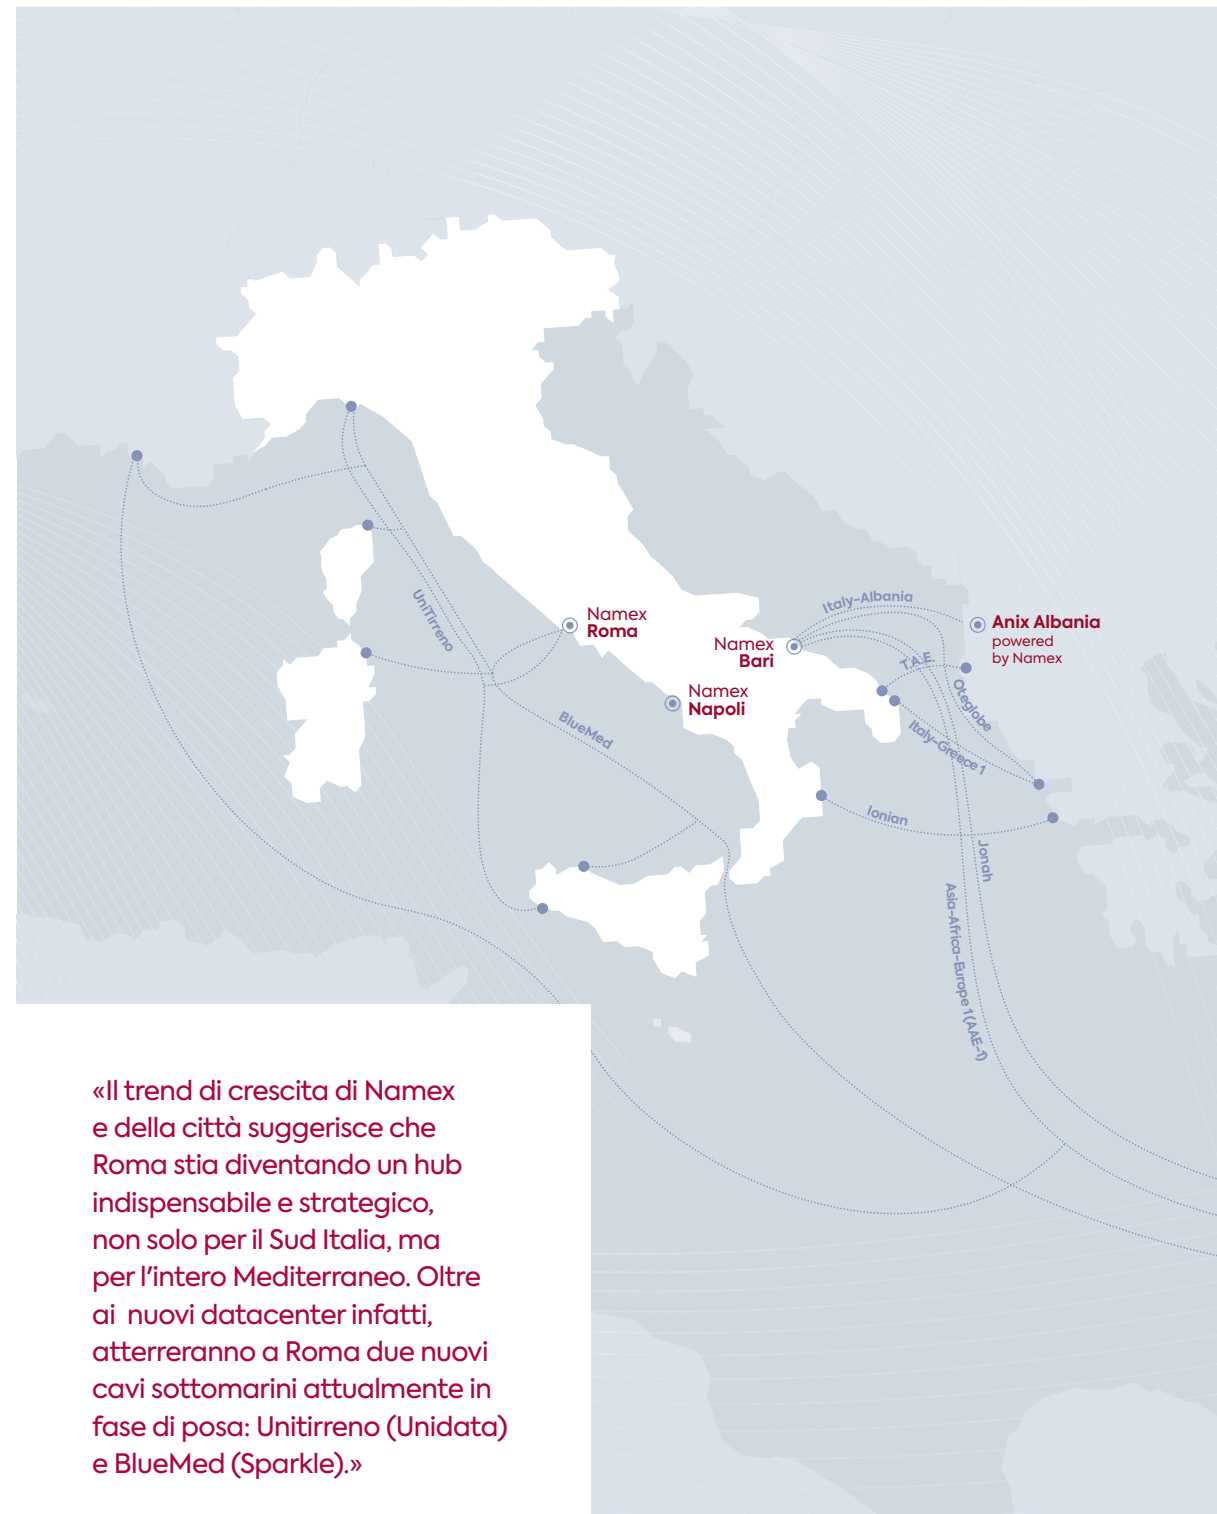 Italy-Albania
Namex
Roma
Anix Albania
powered
by Namex
UniTirreno
Namex
Bari
T.A.E.
Namex
Napoli
Oteglobe
BlueMed
Italy-Greece 1
Ionian
Jonah
Asia-Africa-Europe 1 (AAE-1)
«Il trend di crescita di Namex
e della città suggerisce che
Roma stia diventando un hub
indispensabile e strategico,
non solo per il Sud Italia, ma
per l'intero Mediterraneo. Oltre
ai nuovi datacenter infatti,
atterreranno a Roma due nuovi
cavi sottomarini attualmente in
fase di posa: Unitirreno (Unidata)
e BlueMed (Sparkle).»